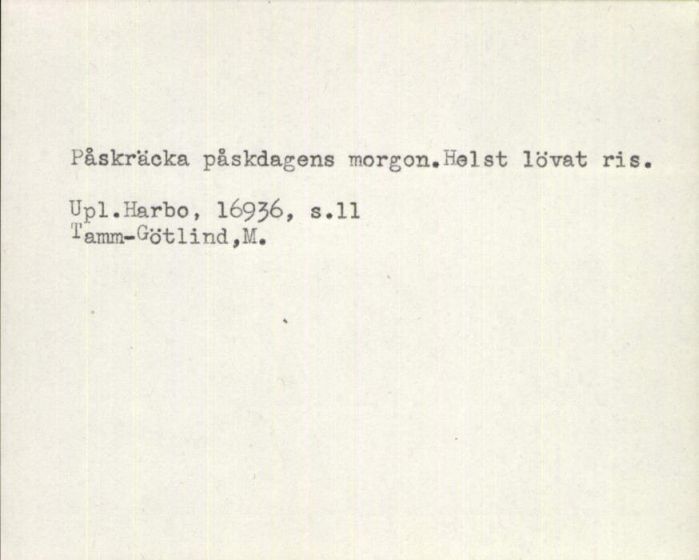 Påskräcka påskdagens morgon.Helst lövat ris.
Upl.Harbo, 16936, s.11
Tamm-Götlind,M.